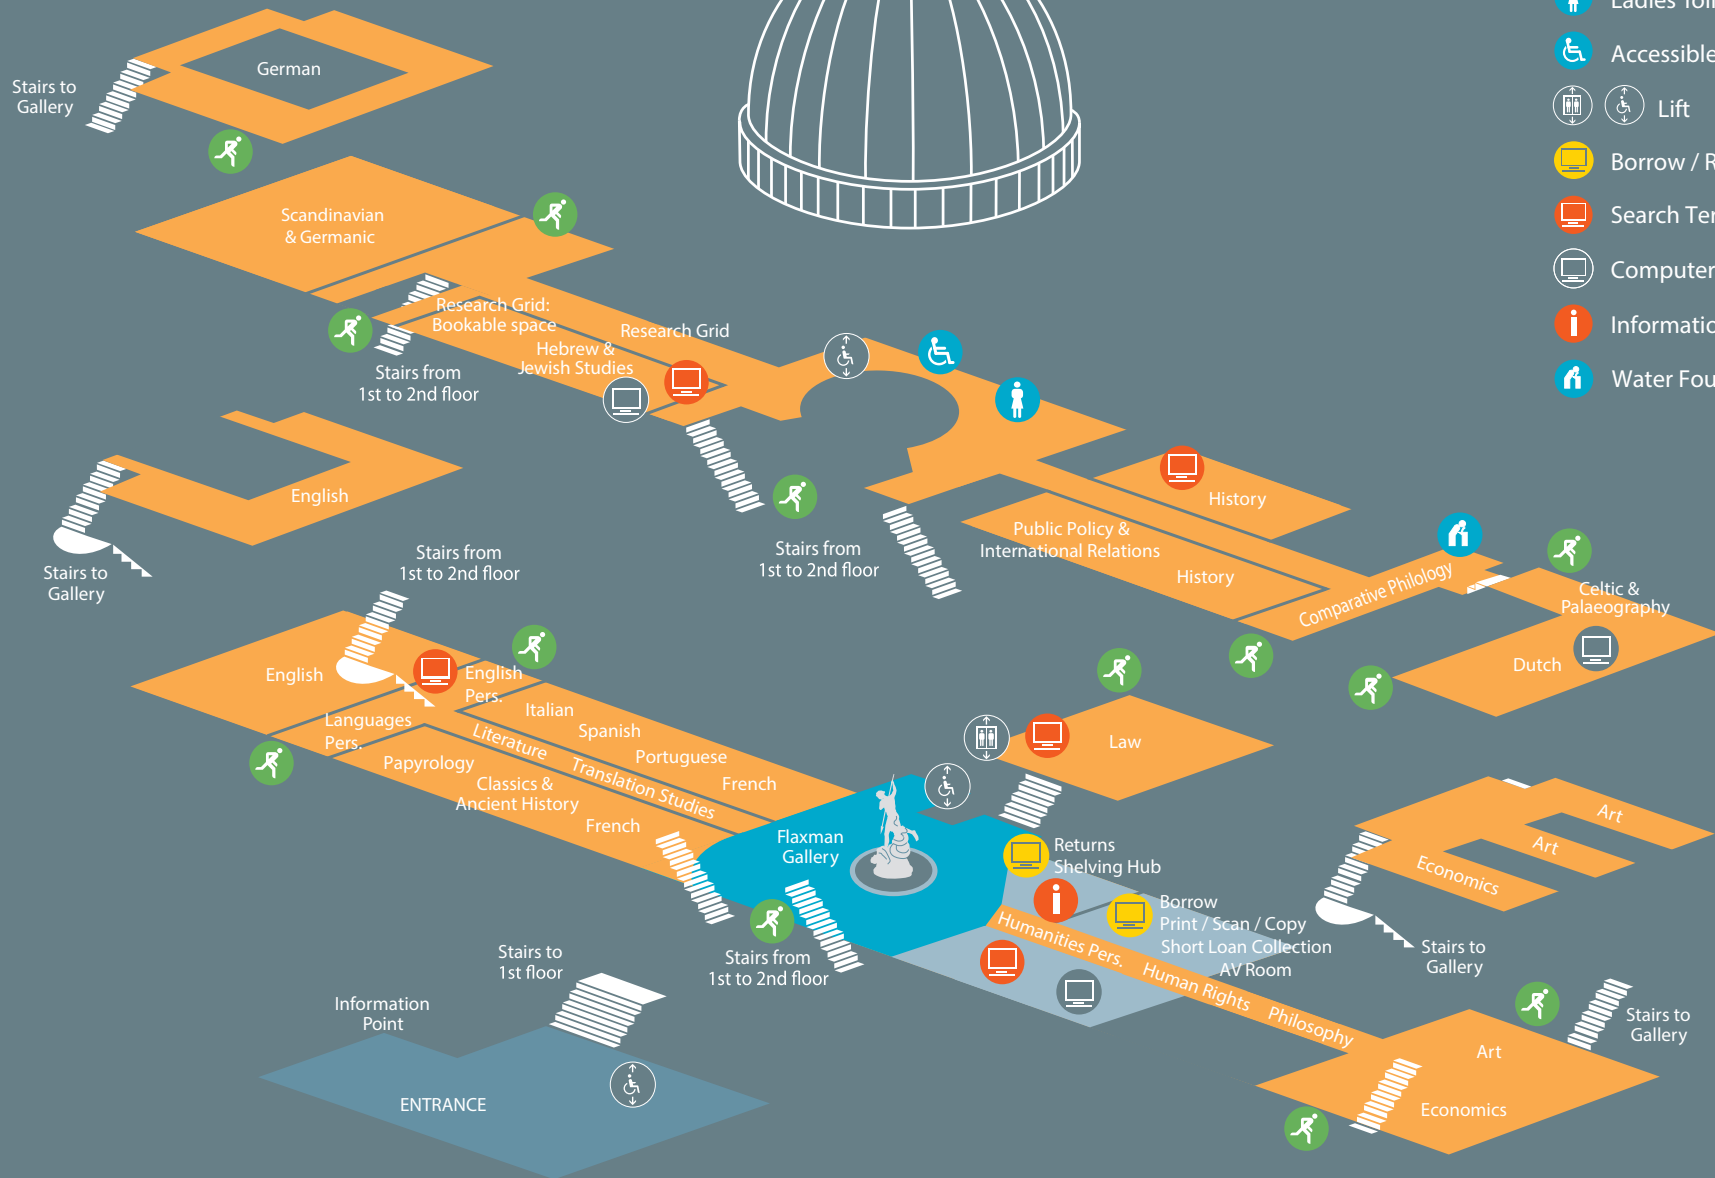 Ladies
Accessible
Lift
Borrow /
Search
Computer
Water
German
Stairs to
Gallery
Scandinavian
& Germanic
Research Grid:
Bookable space
Research Grid
Hebrew &
Jewish Studies
Stairs from
1st to 2nd floor
English
Stairs to
Gallery
Stairs from
1st to 2nd floor
Stairs from
1st to 2nd floor
History
Public Policy &
International Relations
History
Comparative Philology
Celtic &
Palaeography
Dutch
English
English
Pers.
Languages
Pers.
Italian
Spanish
Portuguese
French
Literature
Translation Studies
Papyrology
Classics &
Ancient History
French
Flaxman
Gallery
Law
Returns
Shelving Hub
Borrow
Print / Scan / Copy
Short Loan Collection
AV Room
Humanities Pers.
Human Rights
Philosophy
Art
Art
Economics
Stairs to
Gallery
Stairs to
Gallery
Art
Economics
Stairs from
1st to 2nd floor
Stairs to
1st floor
Information
Point
ENTRANCE